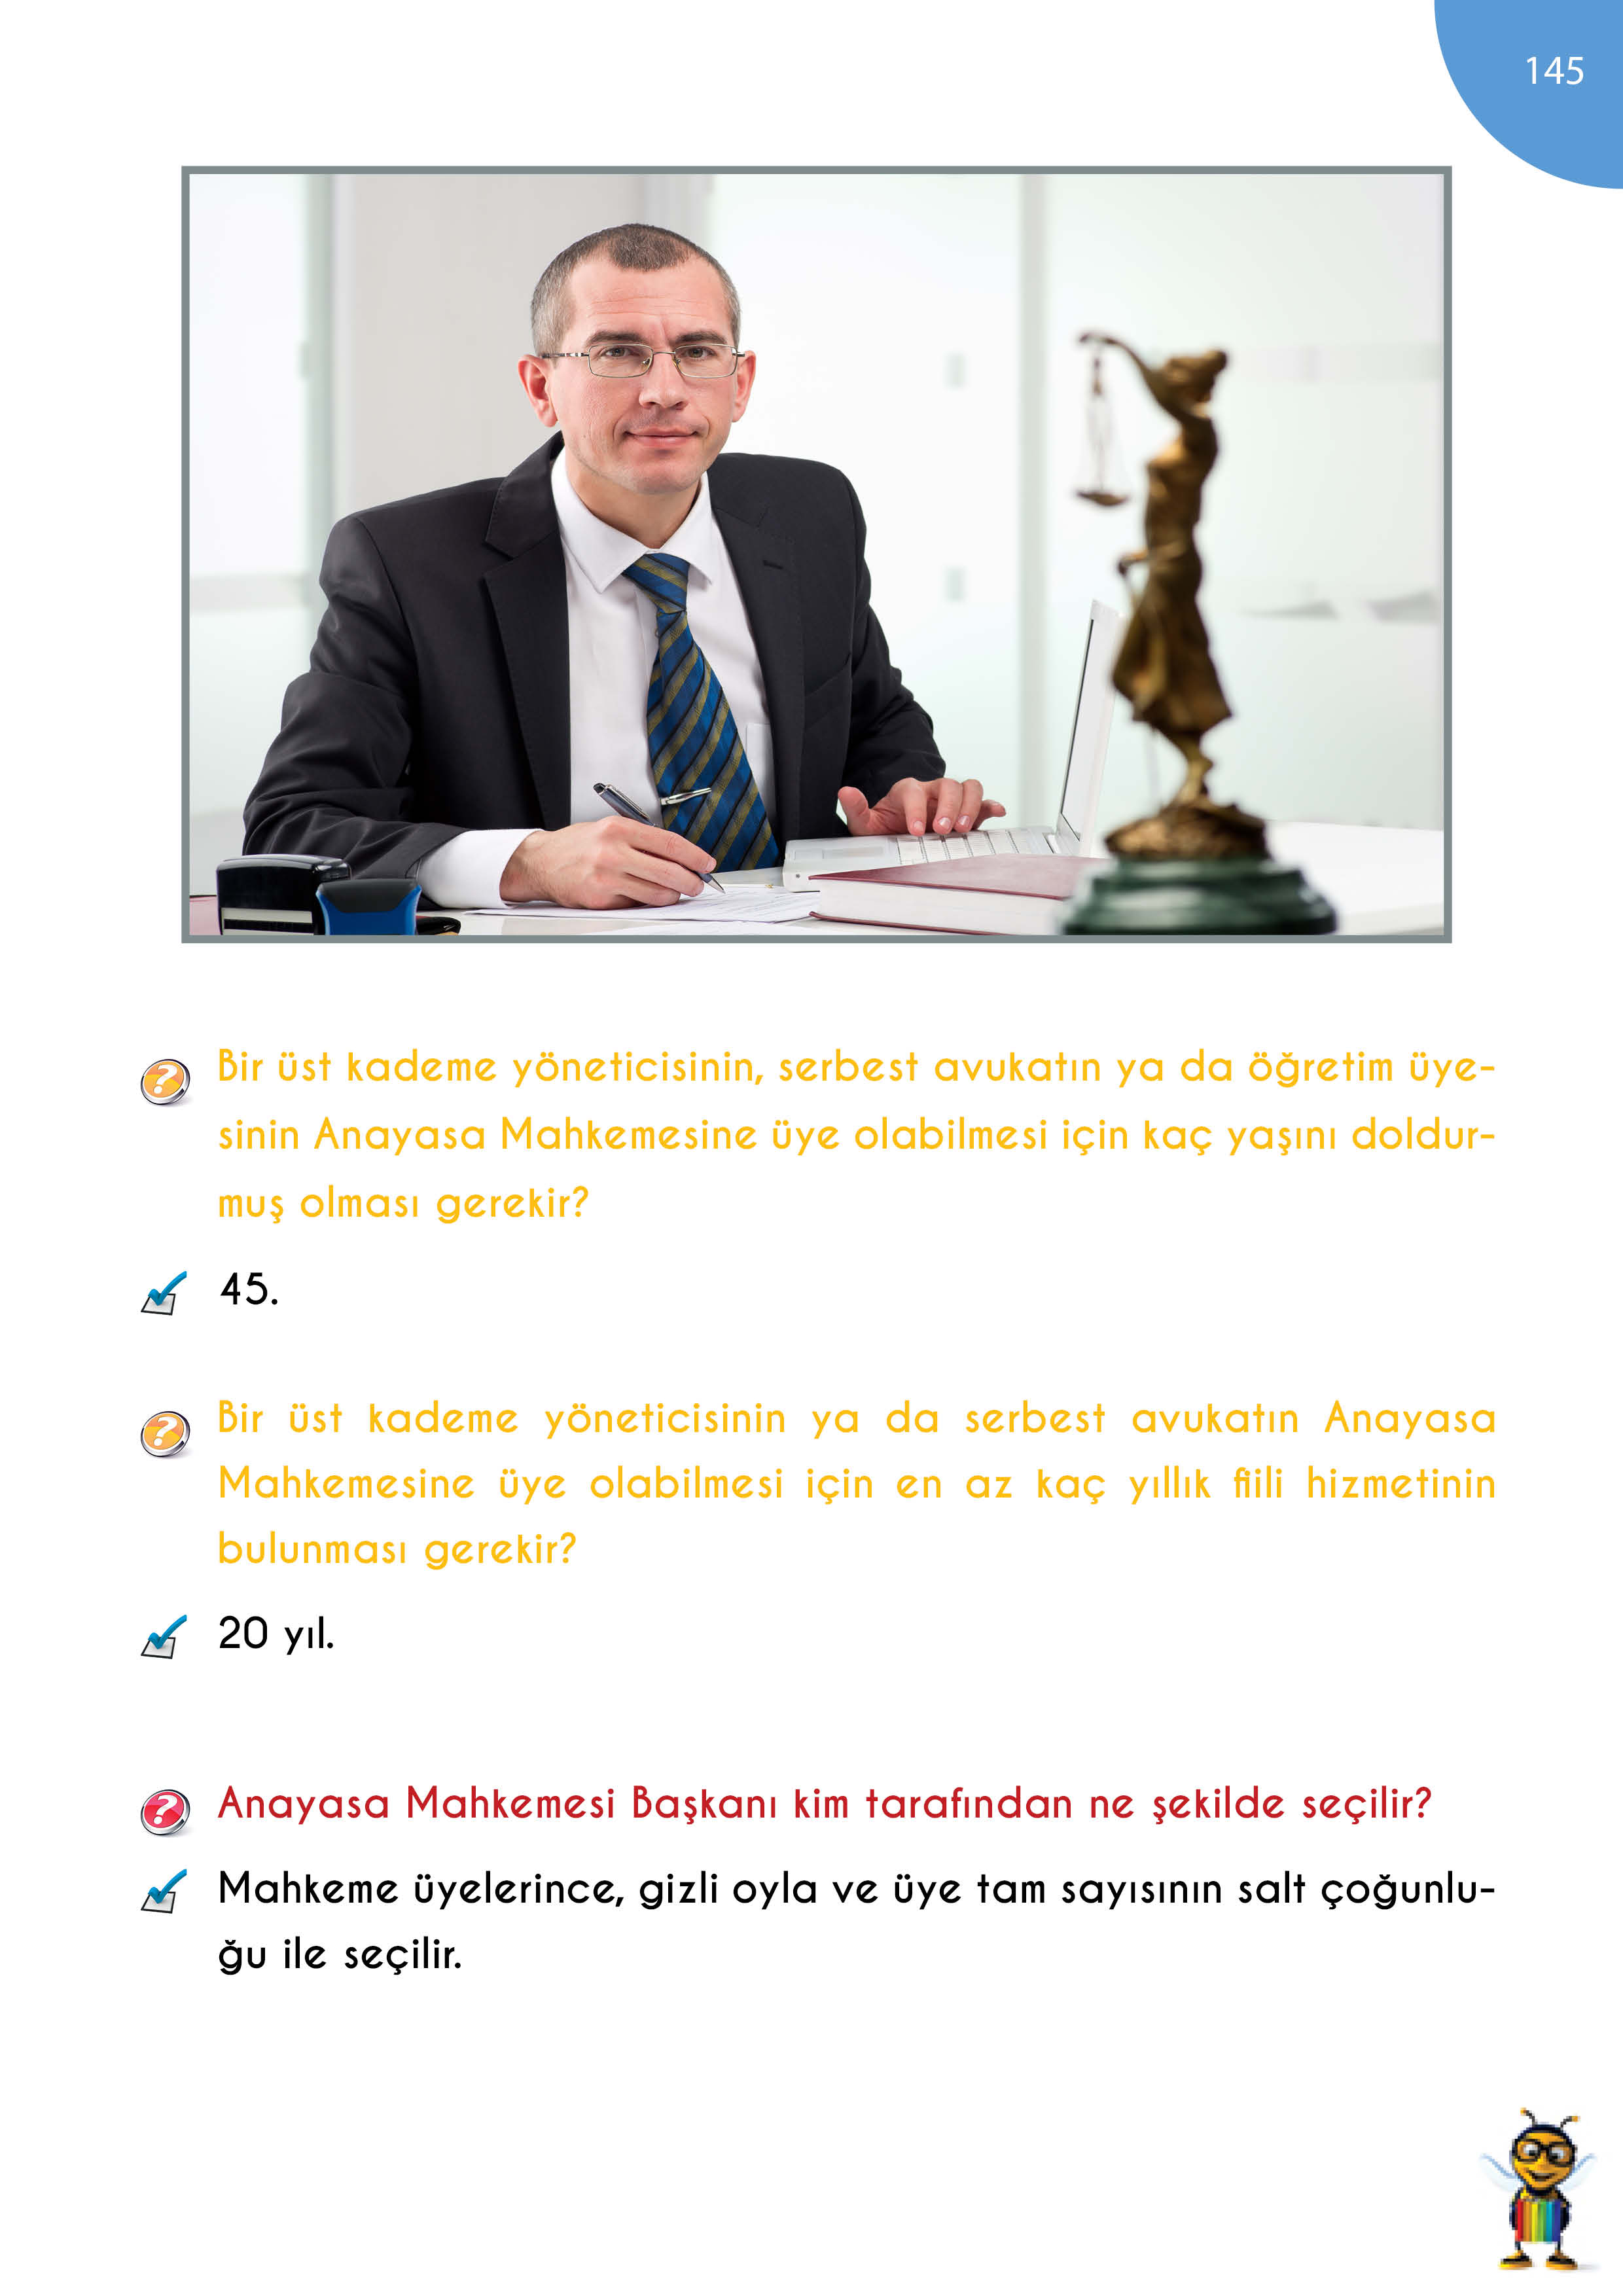 145
Bir üst kademe yöneticisinin, serbest avukatın ya da öğretim üye-
sinin Anayasa Mahkemesine üye olabilmesi için kaç yaşını doldur-
muş olması gerekir?
45.
Bir üst kademe yöneticisinin ya da serbest avukatın Anayasa
Mahkemesine üye olabilmesi için en az kaç yıllık fiili hizmetinin
bulunması gerekir?
20 yıl.
Anayasa Mahkemesi Başkanı kim tarafından ne şekilde seçilir?
Mahkeme üyelerince, gizli oyla ve üye tam sayısının salt çoğunlu-
ğu ile seçilir.